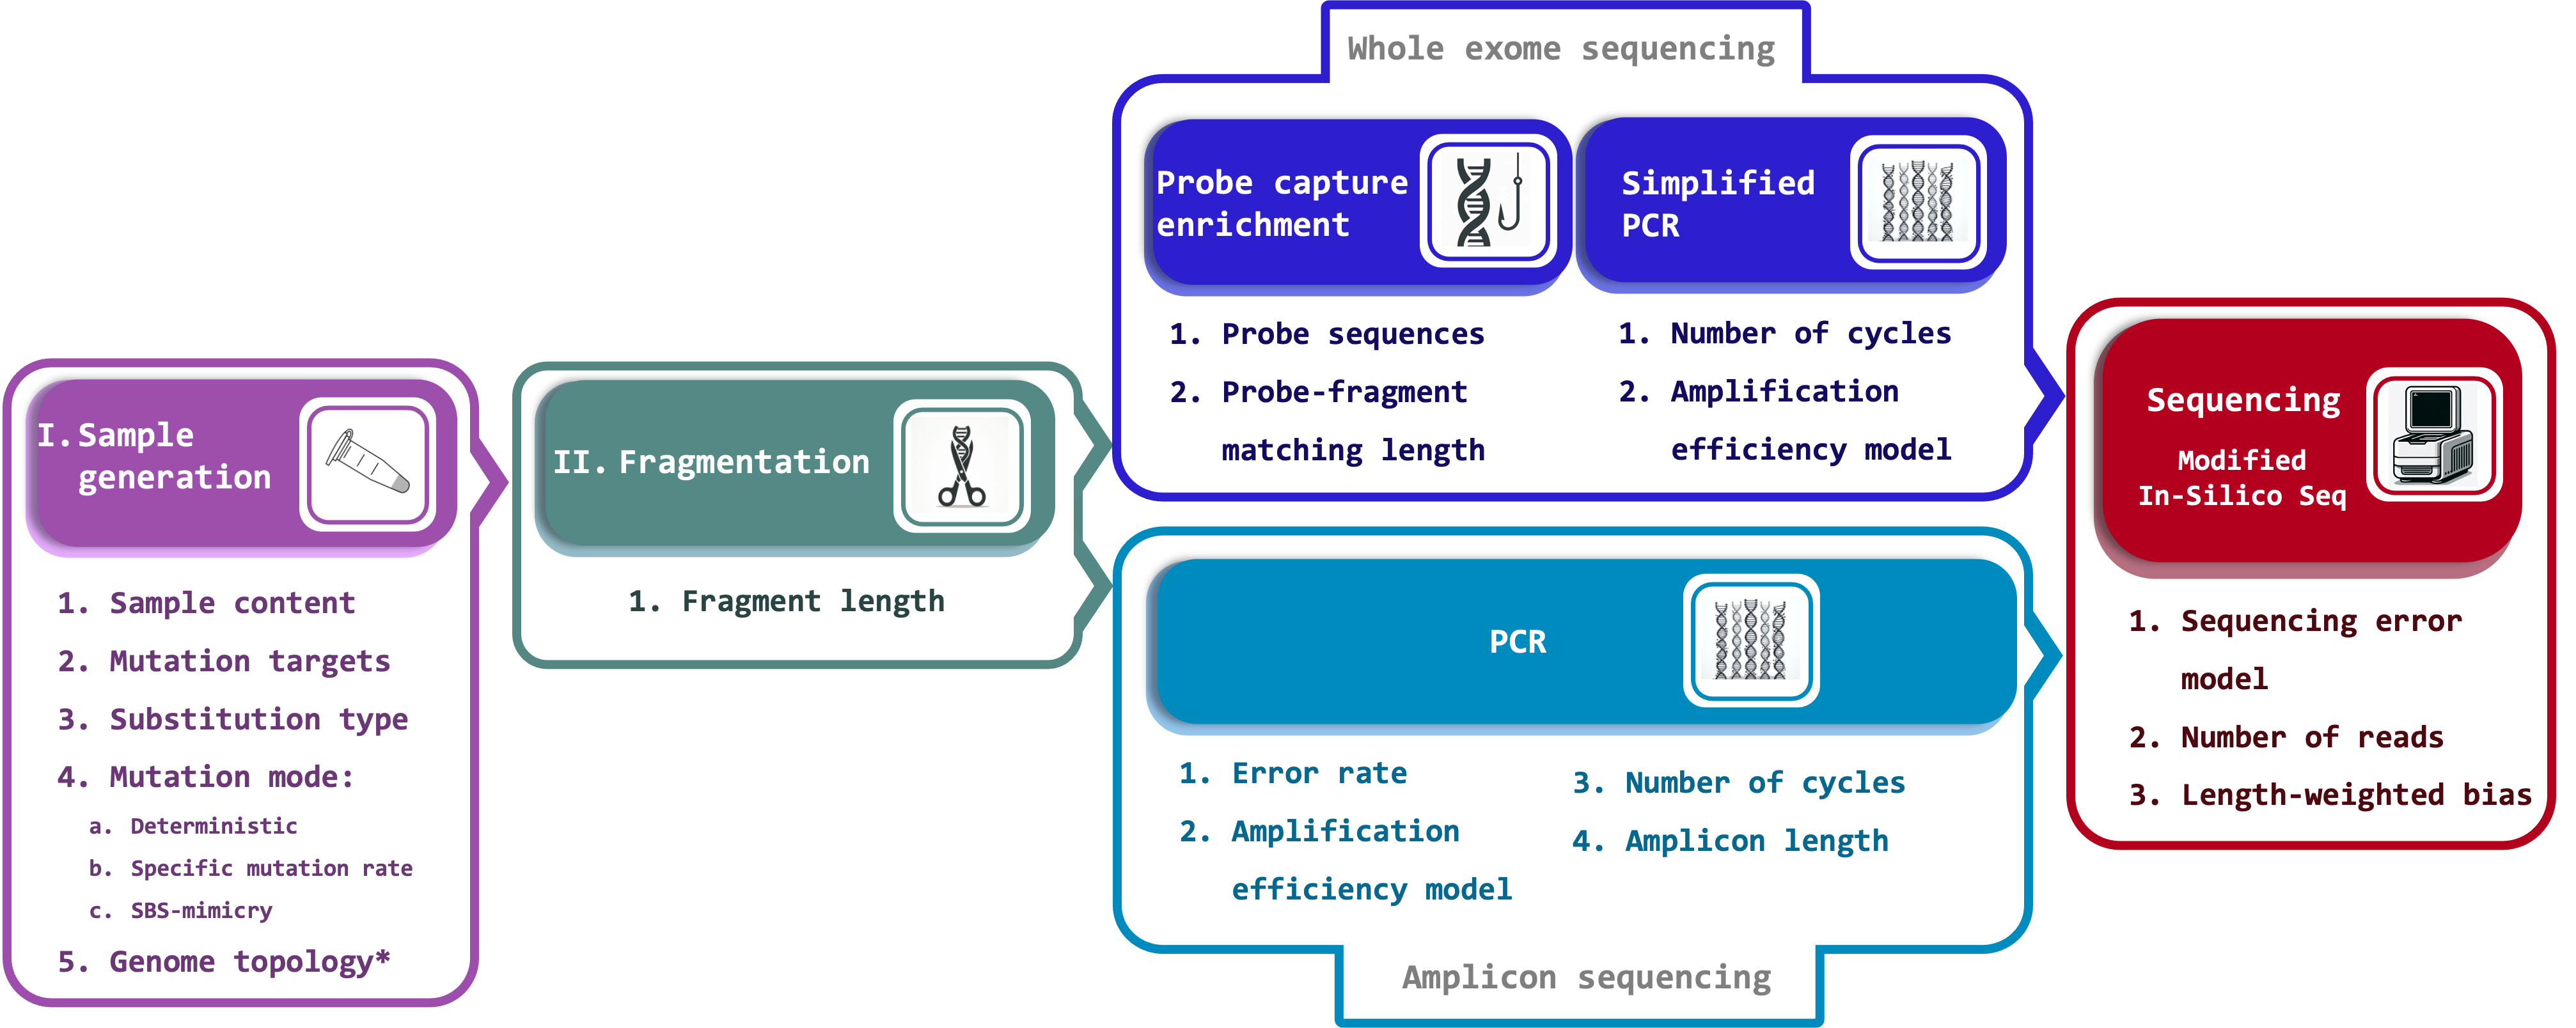 I. Sample
generation
1. Sample content
2. Mutation targets
3. Substitution type
4. Mutation mode:
a. Deterministic
b. Specific mutation rate
c. SBS-mimicry
5. Genome topology*
II. Fragmentation
1. Fragment length
Whole exome sequencing
Probe capture
enrichment
1. Probe sequences
2. Probe-fragment
matching length
Simplified
PCR
1. Number of cycles
2. Amplification
efficiency model
PCR
1. Error rate
2. Amplification
efficiency model
3. Number of cycles
4. Amplicon length
Amplicon sequencing
Sequencing
Modified
In-Silico Seq
1. Sequencing error
model
2. Number of reads
3. Length-weighted bias